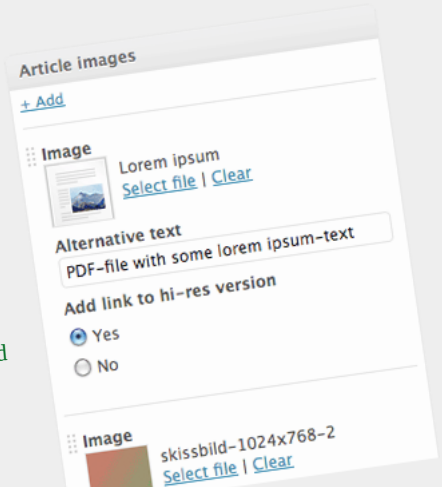 Article images
+ Add
Image
Lorem ipsum
Select file | Clear
Alternative text
PDF-file with some lorem ipsum-text
Add link to hi-res version
Yes
No
Image
skissbild-1024x768-2
Select file | Clear